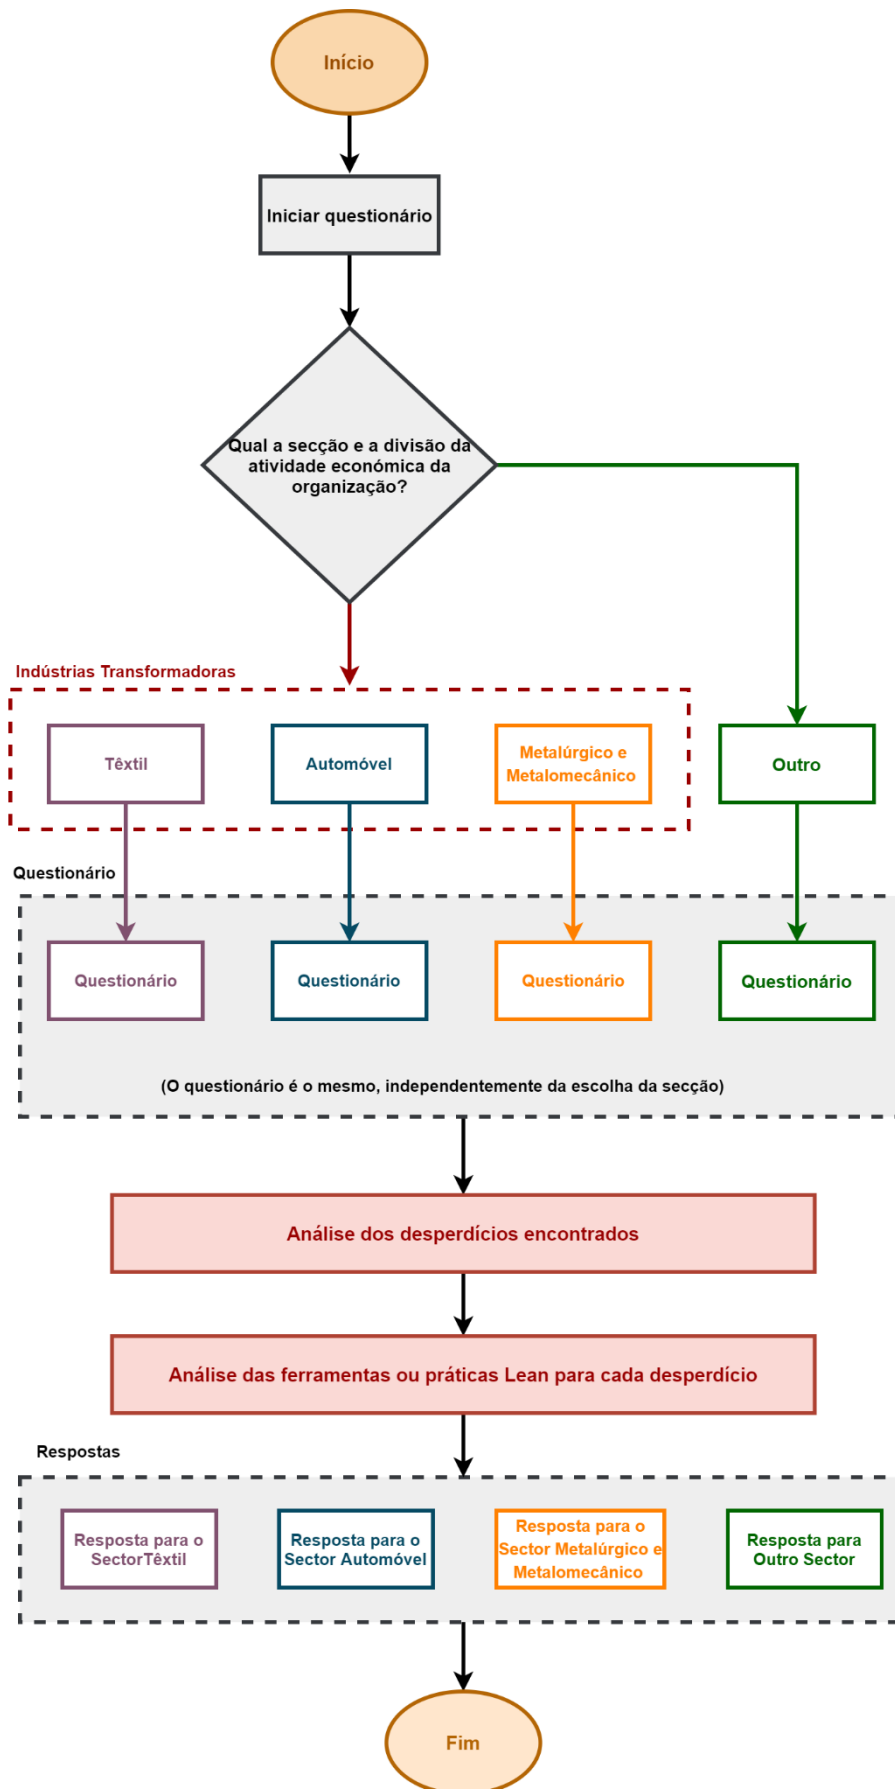 Início
Iniciar questionário
Qual a secção e a divisão da
atividade económica da
organização?
Indústrias Transformadoras
Têxtil
Automóvel
Metalúrgico e
Metalomecânico
Outro
Questionário
Questionário
Questionário
Questionário
Questionário
(O questionário é o mesmo, independentemente da escolha da secção)
Análise dos desperdícios encontrados
Análise das ferramentas ou práticas Lean para cada desperdício
Respostas
Resposta para o
SectorTêxtil
Resposta para o
Sector Automóvel
Resposta para o
Sector Metalúrgico e
Metalomecânico
Resposta para
Outro Sector
Fim